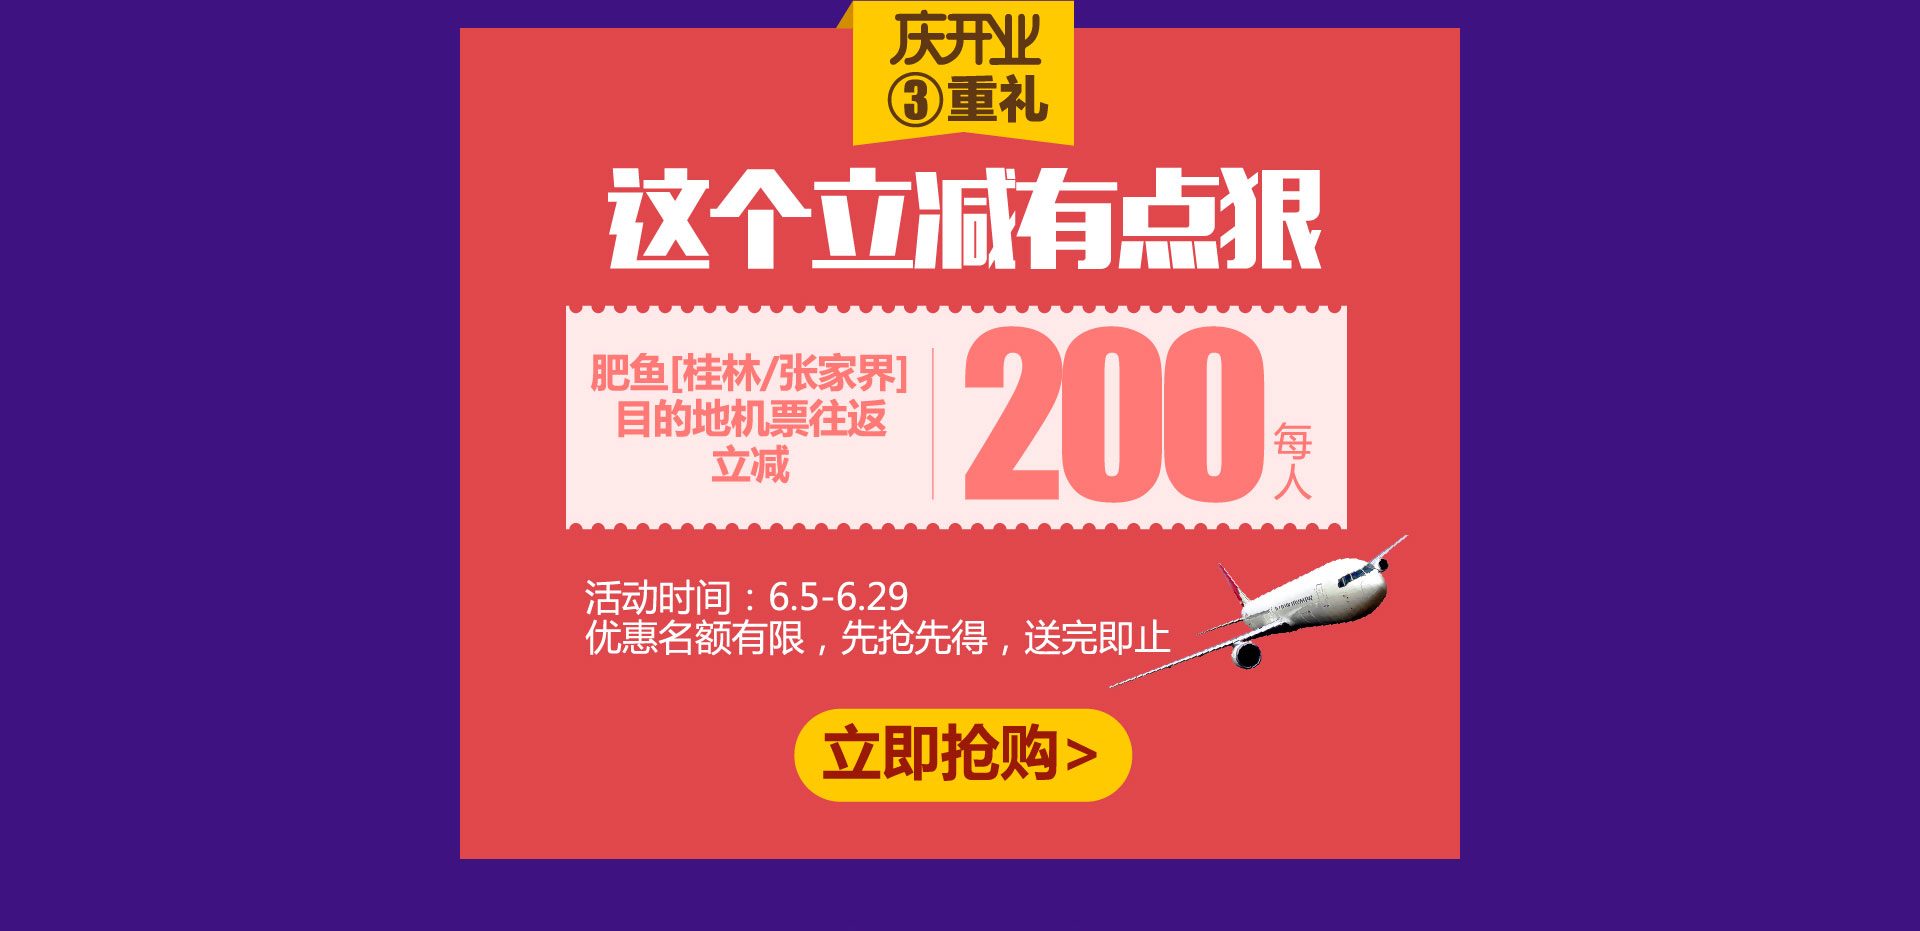 庆开业
③重礼
这个立减有点狠
肥鱼[桂林/张家界]
目的地机票往返
立减
200
每人
活动时间：6.5-6.29
优惠名额有限，先抢先得，送完即止
立即抢购>